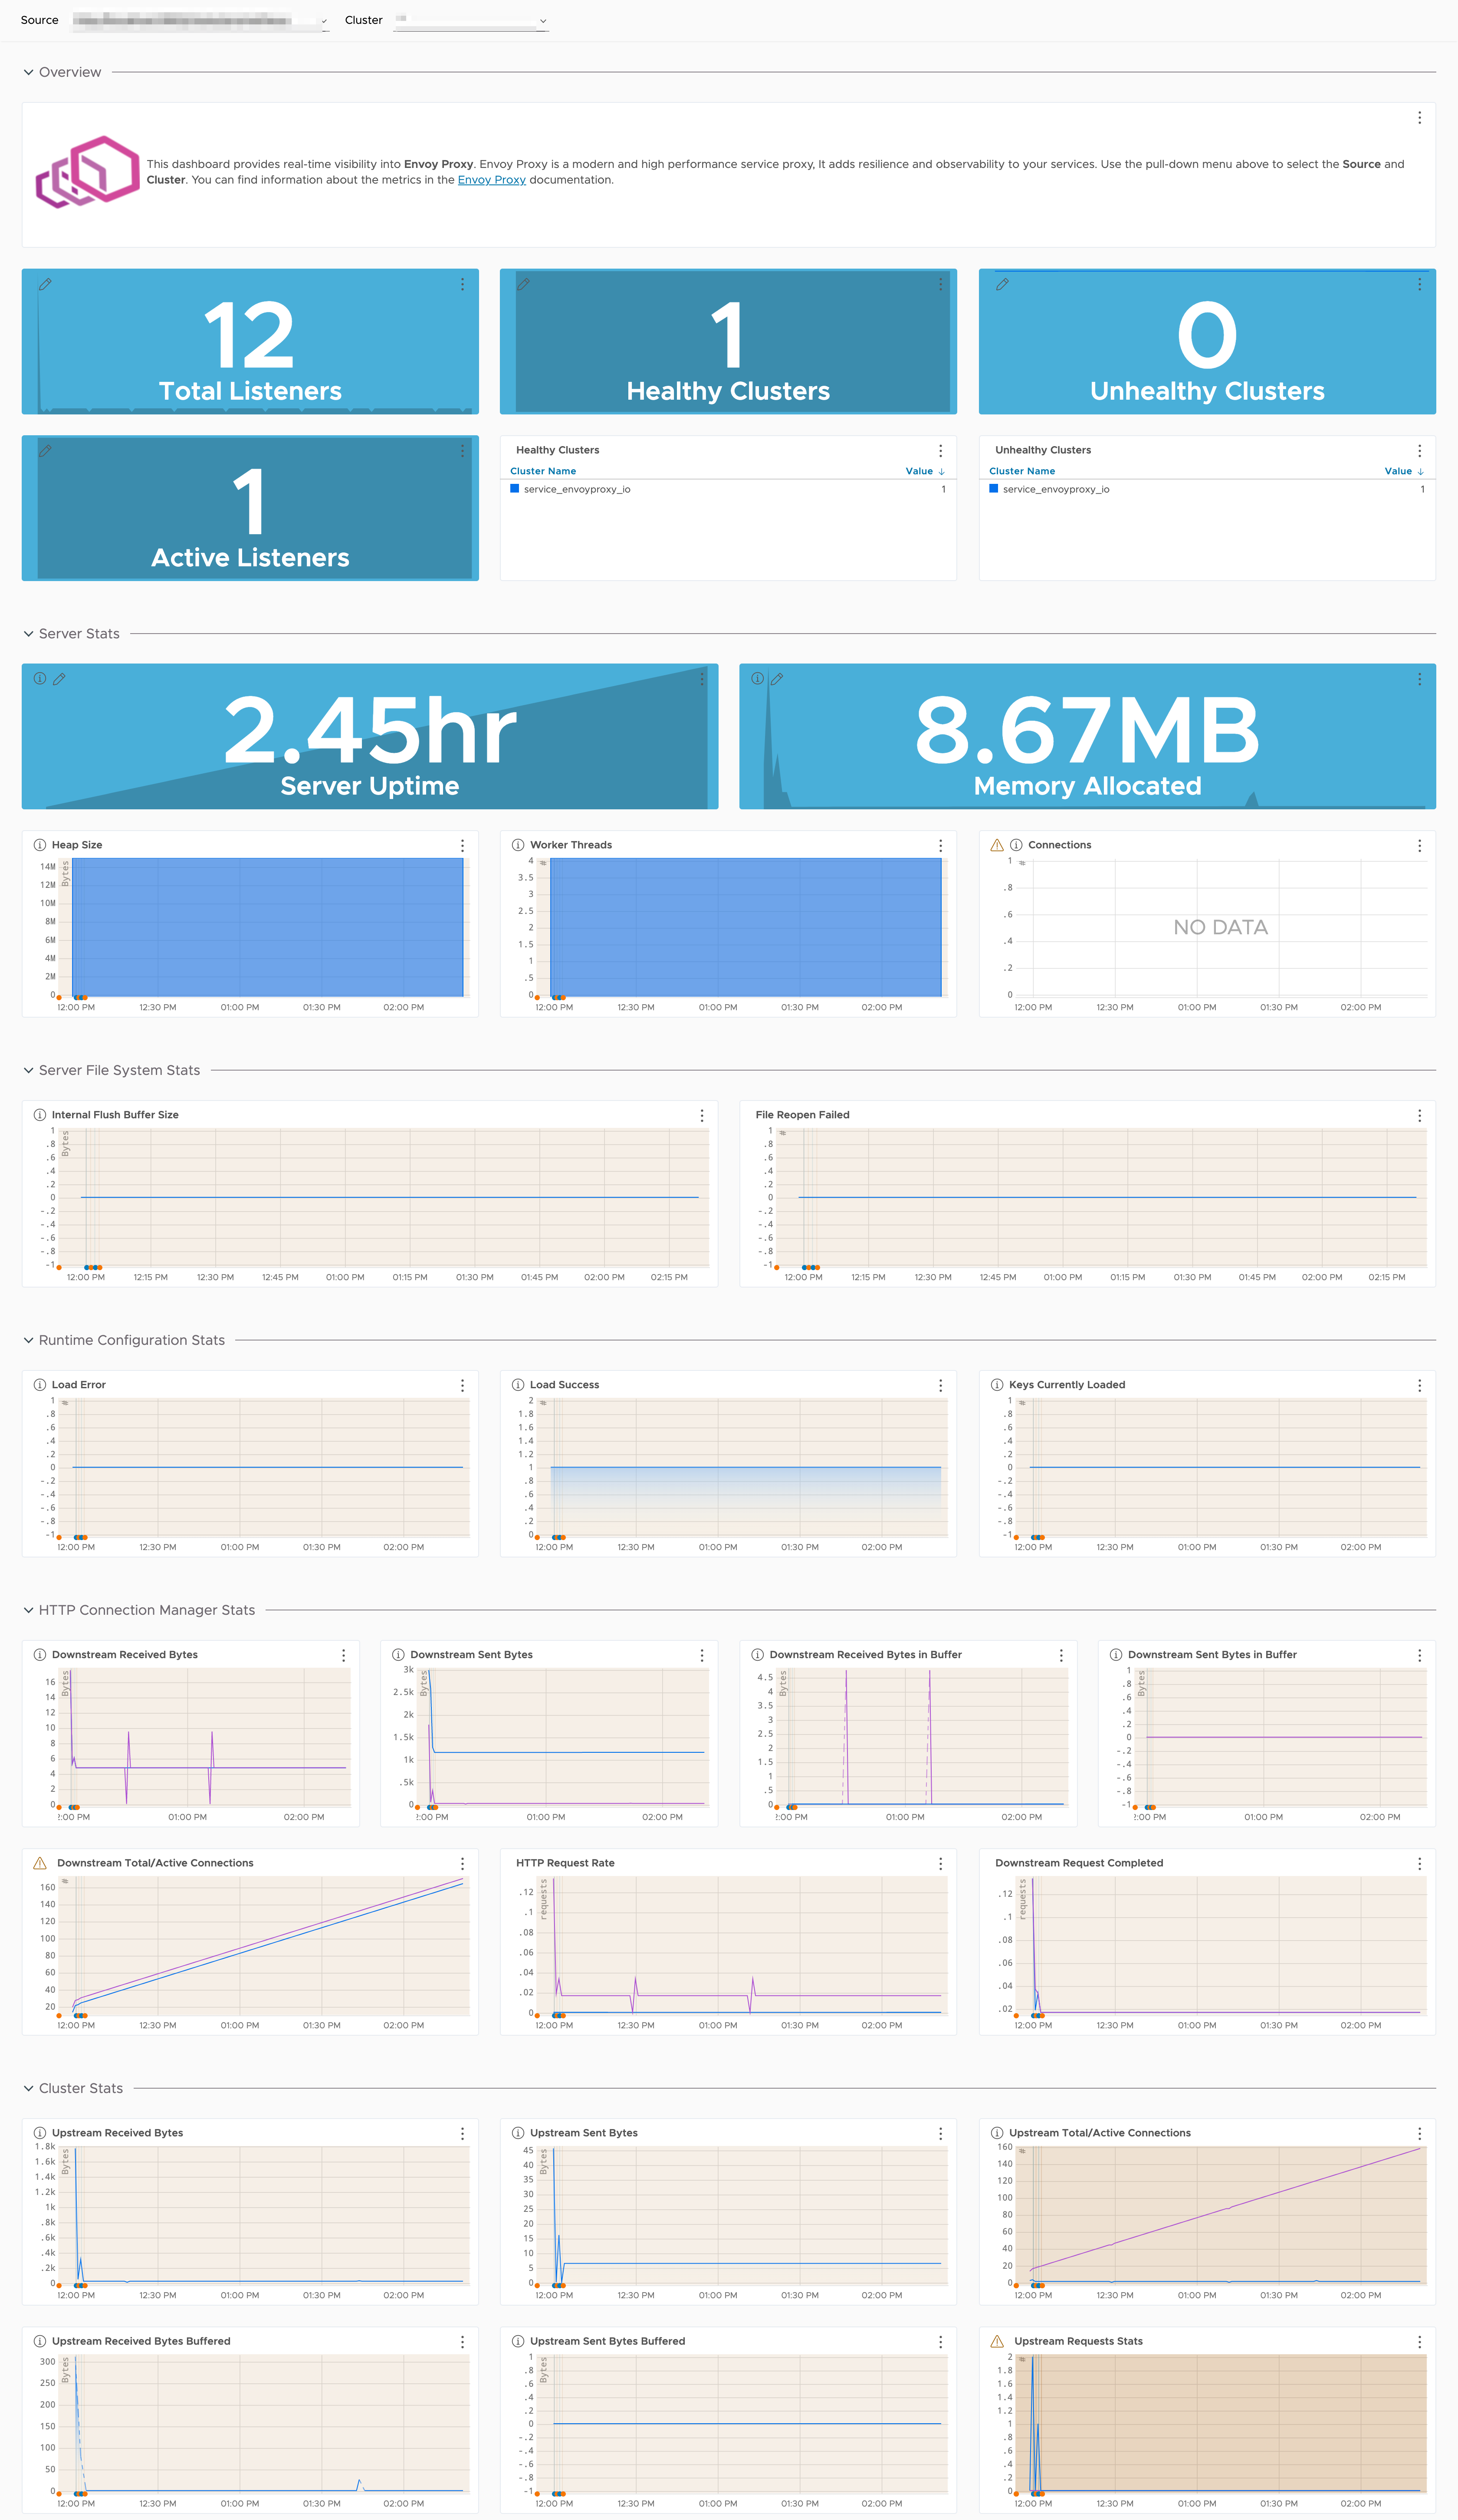 Source
Cluster
Overview
This dashboard provides real-time visibility into Envoy Proxy. Envoy Proxy is a modern and high performance service proxy, It adds resilience and observability to your services. Use the pull-down menu above to select the Source and
Cluster. You can find information about the metrics in the Envoy Proxy documentation.
12
Total Listeners
1
Healthy Clusters
0
Unhealthy Clusters
1
Active Listeners
Healthy Clusters
Cluster Name Value ↓
service_envoyproxy_io 1
Unhealthy Clusters
Cluster Name Value ↓
service_envoyproxy_io 1
Server Stats
2.45hr
Server Uptime
8.67MB
Memory Allocated
Heap Size
Bytes
14M
12M
10M
8M
6M
4M
2M
0
12:00 PM 12:30 PM 01:00 PM 01:30 PM 02:00 PM
Worker Threads
#
4
3.5
3
2.5
2
1.5
1
.5
0
12:00 PM 12:30 PM 01:00 PM 01:30 PM 02:00 PM
Connections
#
1
.8
.6
.4
.2
0
NO DATA
12:00 PM 12:30 PM 01:00 PM 01:30 PM 02:00 PM
Server File System Stats
Internal Flush Buffer Size
Bytes
1
.8
.6
.4
.2
0
-.2
-.4
-.6
-.8
-1
12:00 PM 12:15 PM 12:30 PM 12:45 PM 01:00 PM 01:15 PM 01:30 PM 01:45 PM 02:00 PM 02:15 PM
File Reopen Failed
#
1
.8
.6
.4
.2
0
-.2
-.4
-.6
-.8
-1
12:00 PM 12:15 PM 12:30 PM 12:45 PM 01:00 PM 01:15 PM 01:30 PM 01:45 PM 02:00 PM 02:15 PM
Runtime Configuration Stats
Load Error
#
1
.8
.6
.4
.2
0
-.2
-.4
-.6
-.8
-1
12:00 PM 12:30 PM 01:00 PM 01:30 PM 02:00 PM
Load Success
#
2
1.8
1.6
1.4
1.2
1
.8
.6
.4
.2
0
12:00 PM 12:30 PM 01:00 PM 01:30 PM 02:00 PM
Keys Currently Loaded
#
1
.8
.6
.4
.2
0
-.2
-.4
-.6
-.8
-1
12:00 PM 12:30 PM 01:00 PM 01:30 PM 02:00 PM
HTTP Connection Manager Stats
Downstream Received Bytes
Bytes
16
14
12
10
8
6
4
2
0
2:00 PM 01:00 PM 02:00 PM
Downstream Sent Bytes
Bytes
3k
2.5k
2k
1.5k
1k
.5k
0
2:00 PM 01:00 PM 02:00 PM
Downstream Received Bytes in Buffer
Bytes
4.5
4
3.5
3
2.5
2
1.5
1
.5
0
2:00 PM 01:00 PM 02:00 PM
Downstream Sent Bytes in Buffer
Bytes
1
.8
.6
.4
.2
0
-.2
-.4
-.6
-.8
-1
2:00 PM 01:00 PM 02:00 PM
Downstream Total/Active Connections
#
160
140
120
100
80
60
40
20
12:00 PM 12:30 PM 01:00 PM 01:30 PM 02:00 PM
HTTP Request Rate
requests
.12
.1
.08
.06
.04
.02
0
12:00 PM 12:30 PM 01:00 PM 01:30 PM 02:00 PM
Downstream Request Completed
requests
.12
.1
.08
.06
.04
.02
12:00 PM 12:30 PM 01:00 PM 01:30 PM 02:00 PM
Cluster Stats
Upstream Received Bytes
Bytes
1.8k
1.6k
1.4k
1.2k
1k
.8k
.6k
.4k
.2k
0
12:00 PM 12:30 PM 01:00 PM 01:30 PM 02:00 PM
Upstream Sent Bytes
Bytes
45
40
35
30
25
20
15
10
5
0
12:00 PM 12:30 PM 01:00 PM 01:30 PM 02:00 PM
Upstream Total/Active Connections
#
160
140
120
100
80
60
40
20
0
12:00 PM 12:30 PM 01:00 PM 01:30 PM 02:00 PM
Upstream Received Bytes Buffered
Bytes
300
250
200
150
100
50
0
12:00 PM 12:30 PM 01:00 PM 01:30 PM 02:00 PM
Upstream Sent Bytes Buffered
Bytes
1
.8
.6
.4
.2
0
-.2
-.4
-.6
-.8
-1
12:00 PM 12:30 PM 01:00 PM 01:30 PM 02:00 PM
Upstream Requests Stats
#
2
1.8
1.6
1.4
1.2
1
.8
.6
.4
.2
0
12:00 PM 12:30 PM 01:00 PM 01:30 PM 02:00 PM